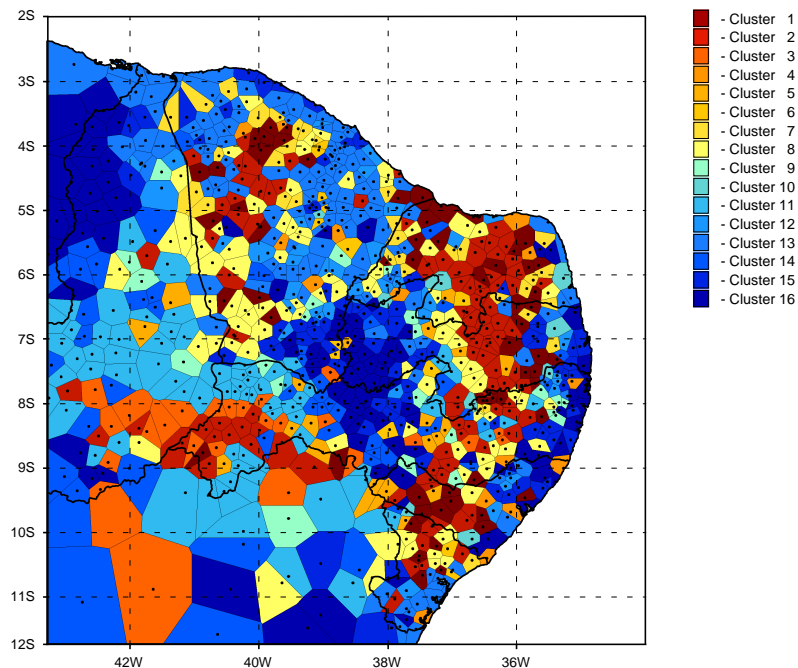 2S
3S
4S
5S
6S
7S
8S
9S
10S
11S
12S
42W 40W 38W 36W
- Cluster 1
- Cluster 2
- Cluster 3
- Cluster 4
- Cluster 5
- Cluster 6
- Cluster 7
- Cluster 8
- Cluster 9
- Cluster 10
- Cluster 11
- Cluster 12
- Cluster 13
- Cluster 14
- Cluster 15
- Cluster 16